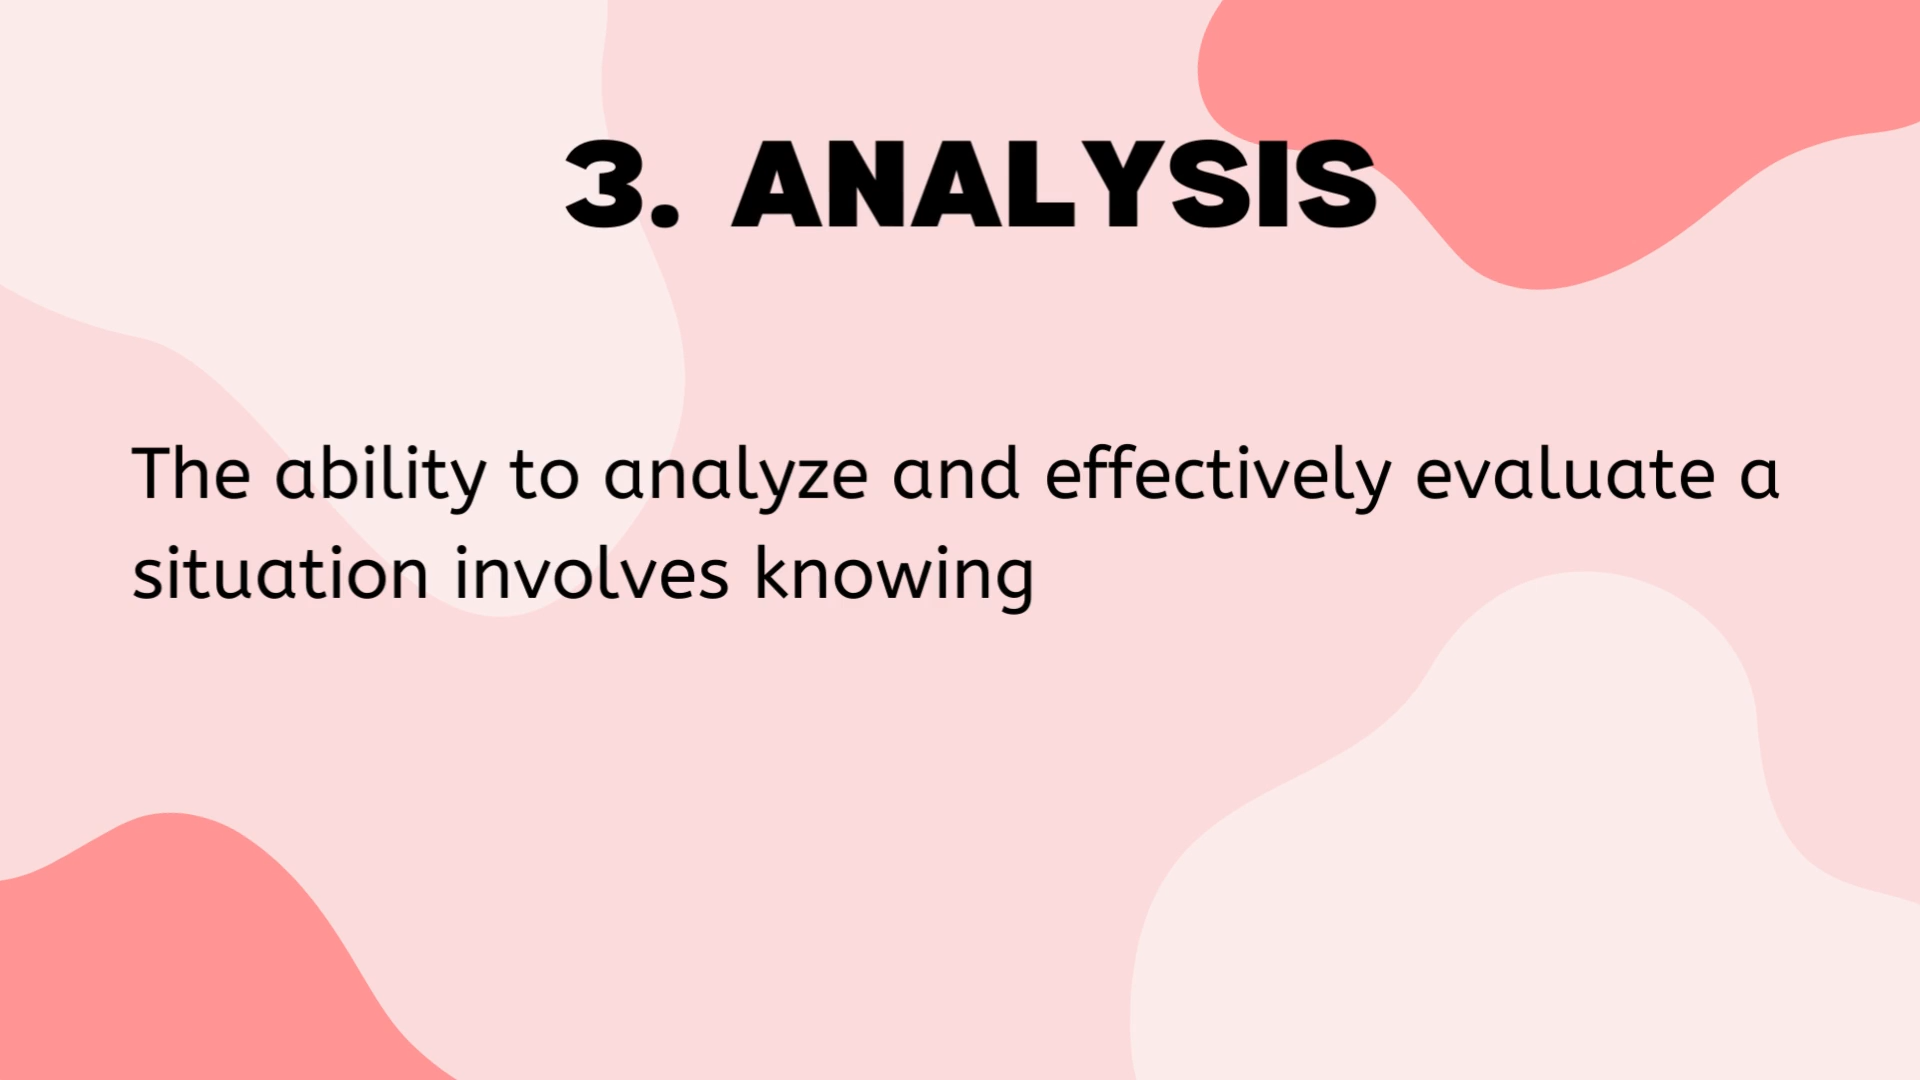 3. ANALYSIS
The ability to analyze and effectively evaluate a
situation involves knowing